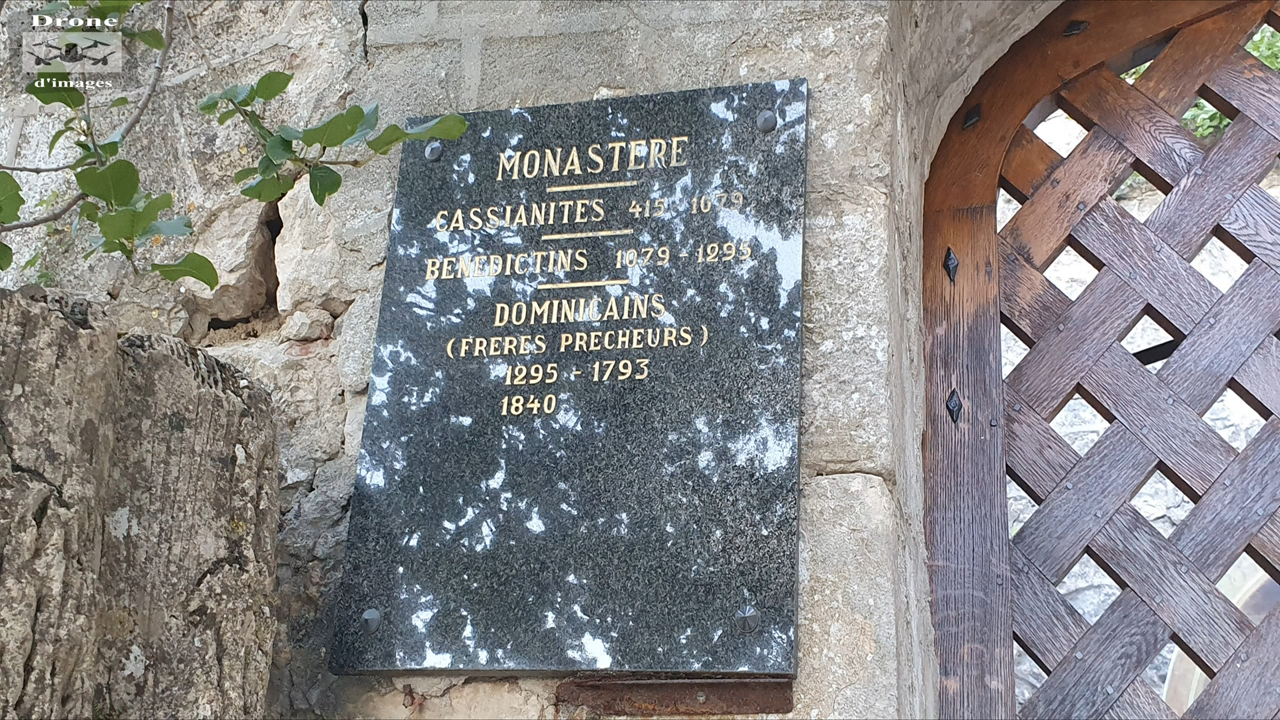 Drone
d'images
MONASTERE
CASSIANITES 415-1079
BENEDICTINS 1079-1295
DOMINICAINS
(FRERES PRECHEURS)
1295 - 1793
1840